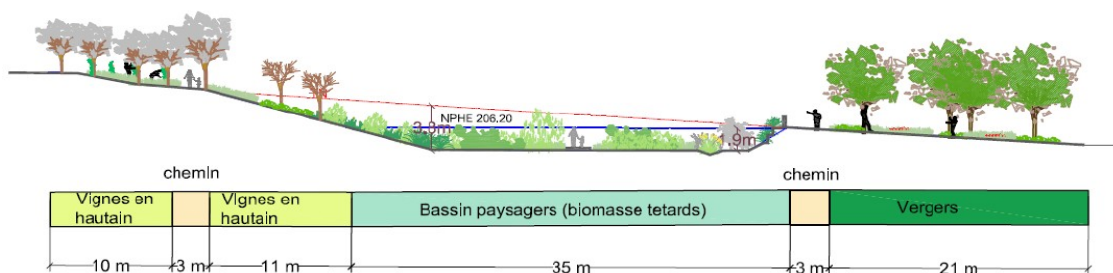 NPHE 206.20
3.3m
1.9m
chemin
chemin
Vignes en
hautain
Vignes en
hautain
Bassin paysagers (biomasse tetards)
Vergers
10 m
3 m
11 m
35 m
3 m
21 m